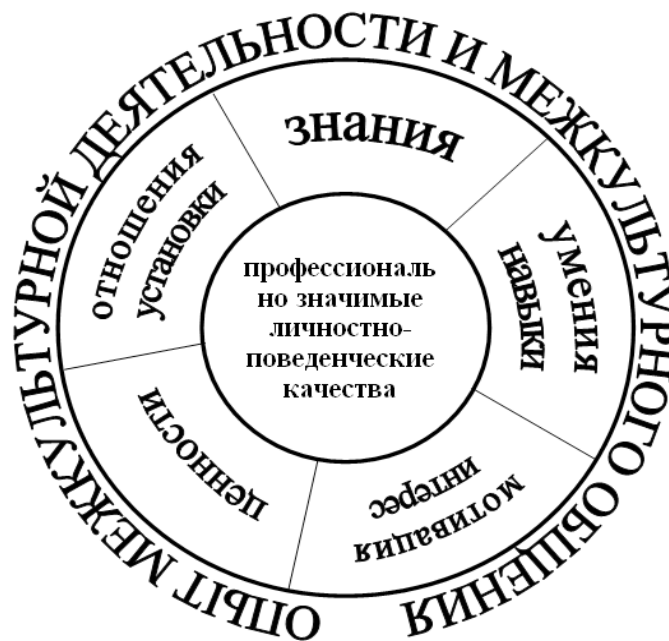 ОПЫТ МЕЖКУЛЬТУРНОЙ ДЕЯТЕЛЬНОСТИ И МЕЖКУЛЬТУРНОГО ОБЩЕНИЯ
знания
умения
навыки
мотивация
интерес
ценности
отношения
установки
профессиональ
но значимые
личностно-
поведенческие
качества